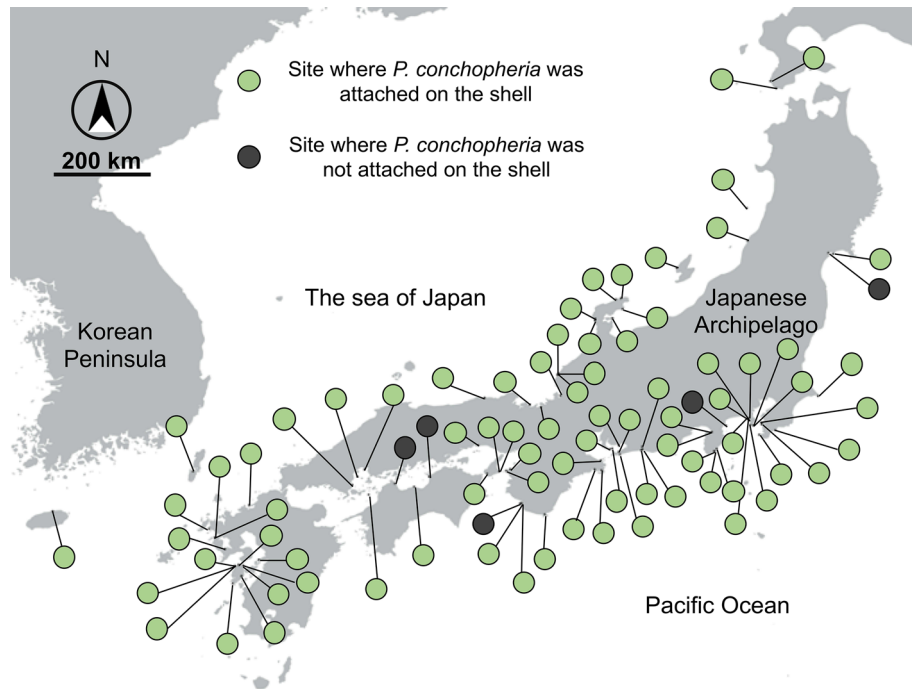 N
200 km
Site where P. conchopheria was
attached on the shell
Site where P. conchopheria was
not attached on the shell
The sea of Japan
Korean
Peninsula
Japanese
Archipelago
Pacific Ocean